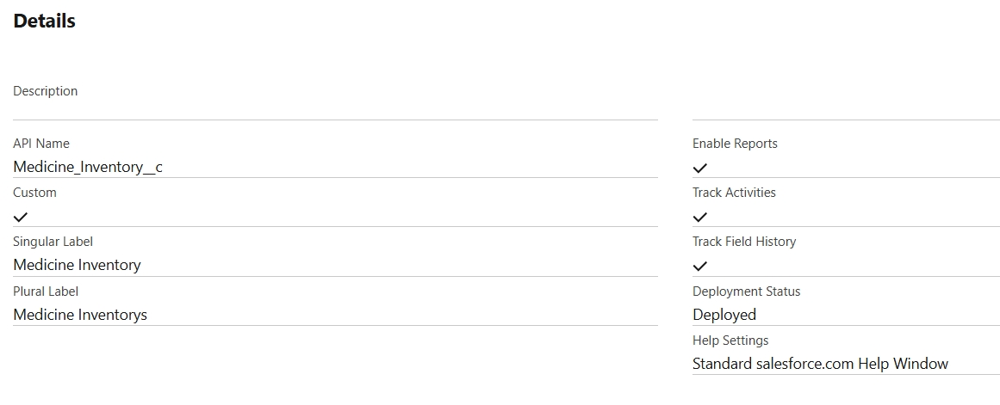 Details
Description
API Name
Medicine_Inventory__c
Custom
Singular Label
Medicine Inventory
Plural Label
Medicine Inventorys
Enable Reports
Track Activities
Track Field History
Deployment Status
Deployed
Help Settings
Standard salesforce.com Help Window